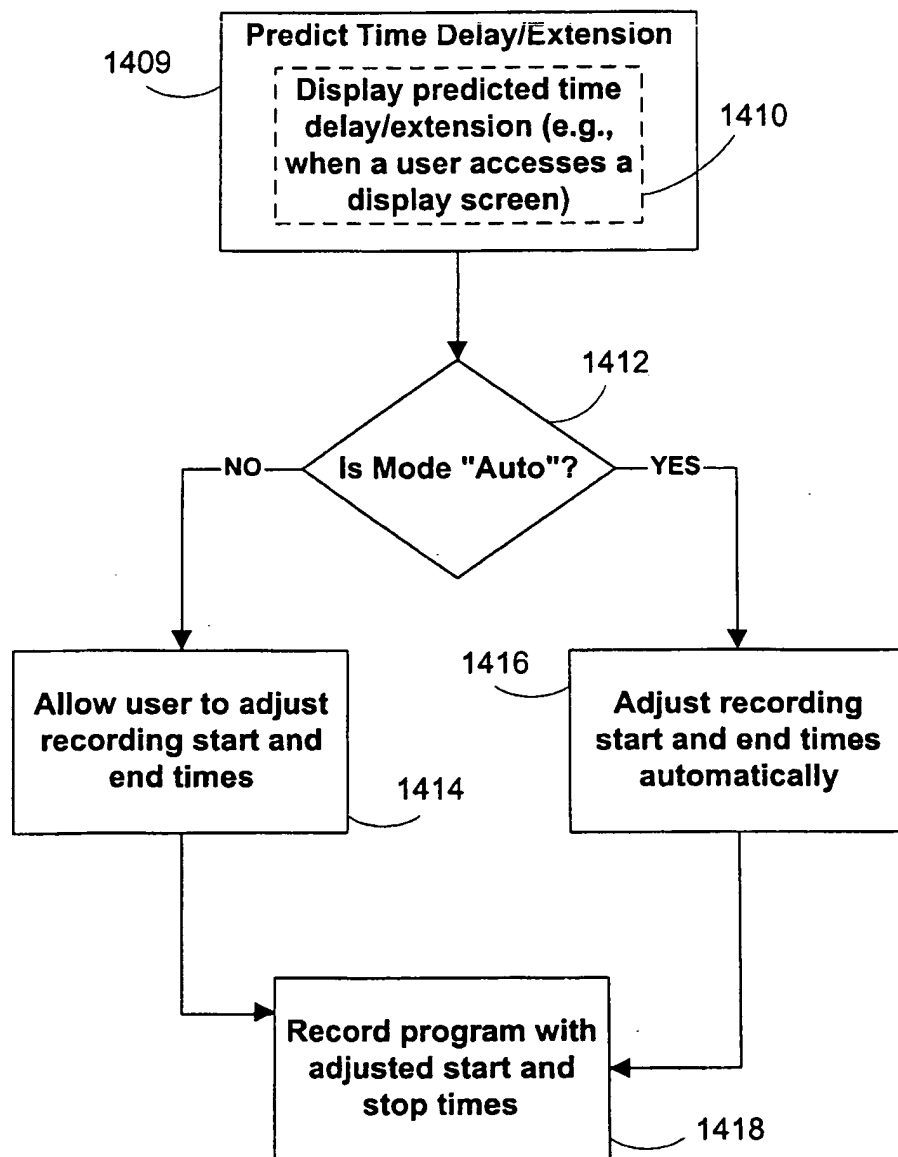 Predict Time Delay/Extension
1409
Display predicted time
delay/extension (e.g.,
when a user accesses a
display screen)
1410
1412
Is Mode "Auto"?
NO
YES
1416
Allow user to adjust
recording start and
end times
1414
Adjust recording
start and end times
automatically
Record program with
adjusted start and
stop times
1418